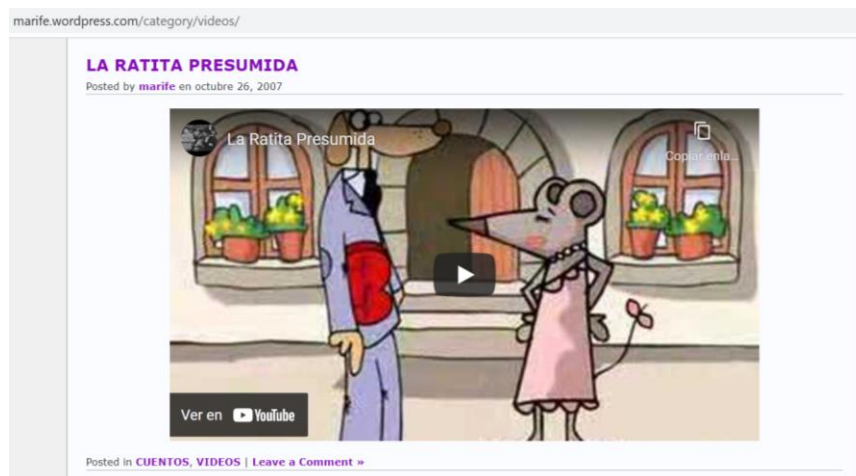 marife.wordpress.com/category/videos/
LA RATITA PRESUMIDA
Posted by marife en octubre 26, 2007
La Ratita Presumida
Copiar enla...
Ver en YouTube
Posted in CUENTOS, VIDEOS | Leave a Comment »